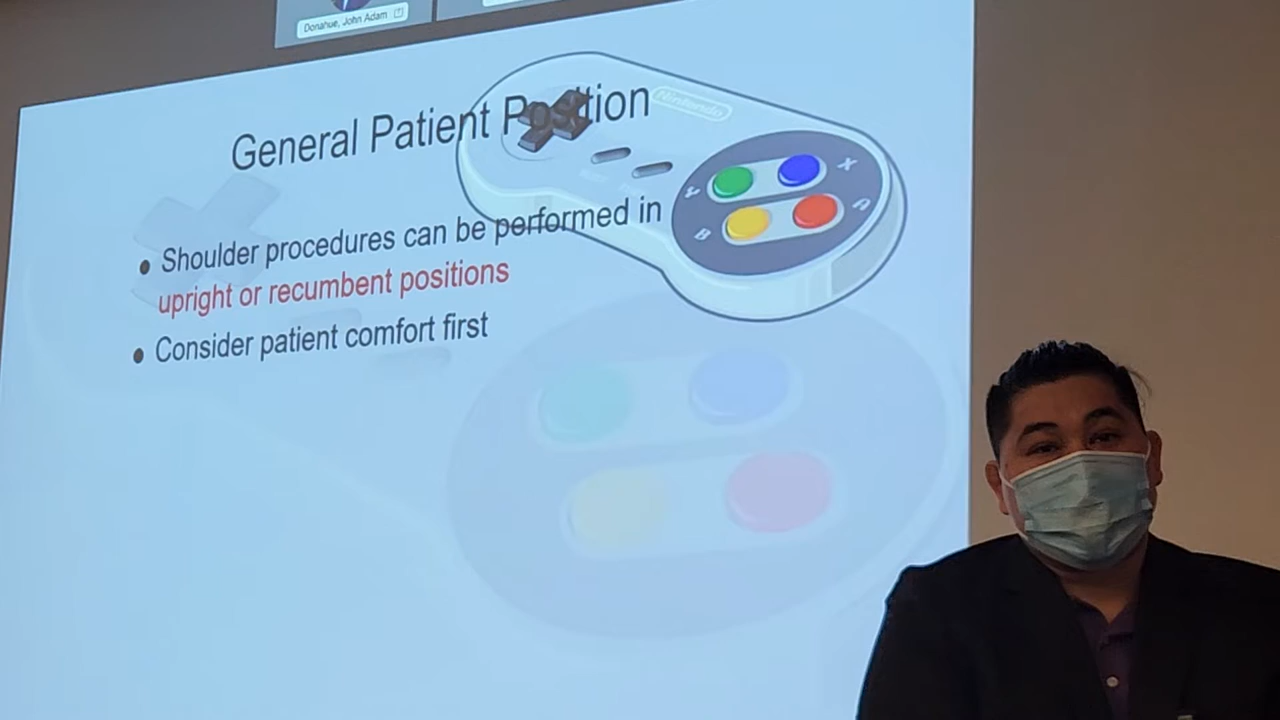 Donahue, John Adam
General Patient Position
Nintendo
Y
X
B
A
● Shoulder procedures can be performed in
upright or recumbent positions
● Consider patient comfort first